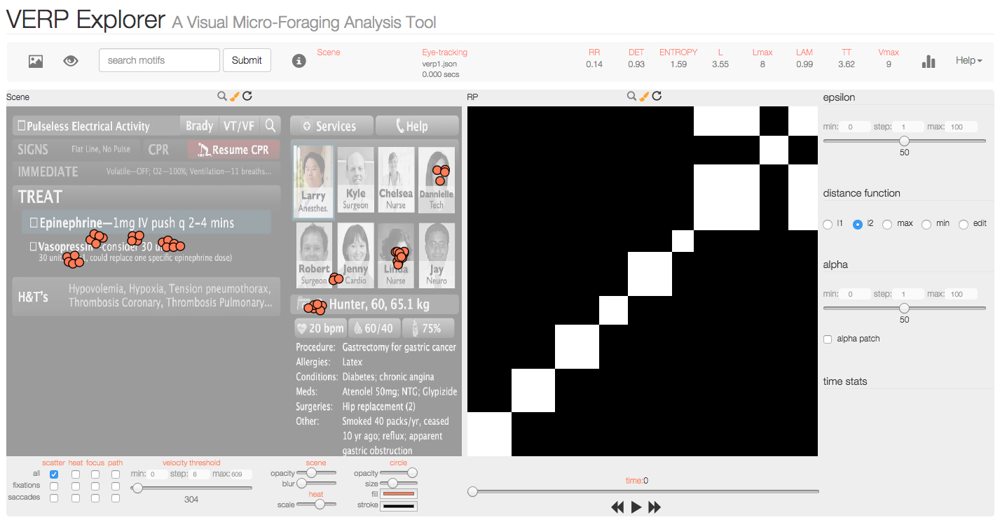 VERP Explorer A Visual Micro-Foraging Analysis Tool
search motifs Submit
Scene
Eye-tracking
verp1.json
0.000 secs
RR DET ENTROPY L Lmax LAM TT Vmax
0.14 0.93 1.59 3.55 8 0.99 3.62 9
Help
Scene
Pulseless Electrical Activity Brady VT/VF
SIGNS Flat Line, No Pulse CPR Resume CPR
IMMEDIATE Volatile—OFF; O2—100%; Ventilation—11 breaths...
TREAT
Epinephrine—1mg IV push q 2-4 mins
Vasopressin—consider 30 u
30 unit could replace one specific epinephrine dose)
H&T's
Hypovolemia, Hypoxia, Tension pneumothorax,
Thrombosis Coronary, Thrombosis Pulmonary...
Services Help
Larry Kyle Chelsea Dannielle
Anesthes. Surgeon Nurse Tech
Robert Jenny Linda Jay
Surgeon Cardio Nurse Neuro
Hunter, 60, 65.1 kg
20 bpm 60/40 75%
Procedure: Gastrectomy for gastric cancer
Allergies: Latex
Conditions: Diabetes; chronic angina
Meds: Atenolel 50mg; NTG; Glypizide
Surgeries: Hip replacement (2)
Other: Smoked 40 packs/yr, ceased
10 yr ago; reflux; apparent
gastric obstruction
scatter heat focus path
all
fixations
saccades
velocity threshold
min: 0 step: 6 max: 609
304
scene
opacity
blur
heat
scale
circle
opacity
size
fill
stroke
RP
time:0
epsilon
min: 0 step: 1 max: 100
50
distance function
l1 l2 max min edit
alpha
min: 0 step: 1 max: 100
50
alpha patch
time stats